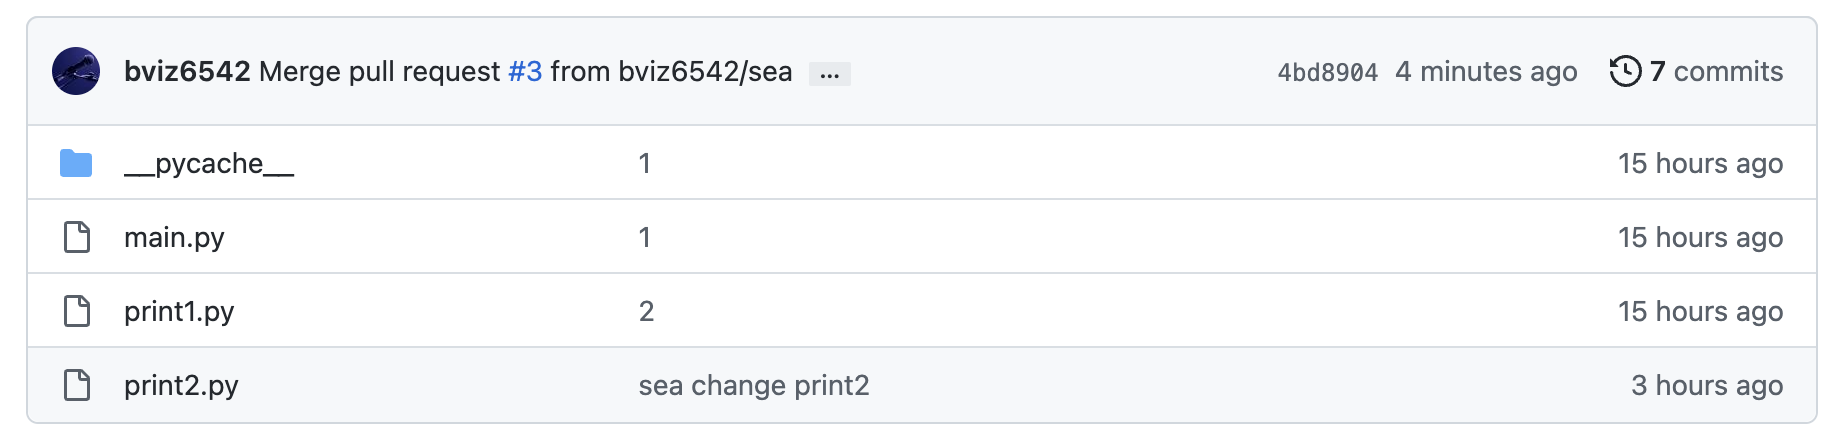 bviz6542 Merge pull request #3 from bviz6542/sea ... 4bd8904 4 minutes ago 7 commits
__pycache__ 1 15 hours ago
main.py 1 15 hours ago
print1.py 2 15 hours ago
print2.py sea change print2 3 hours ago